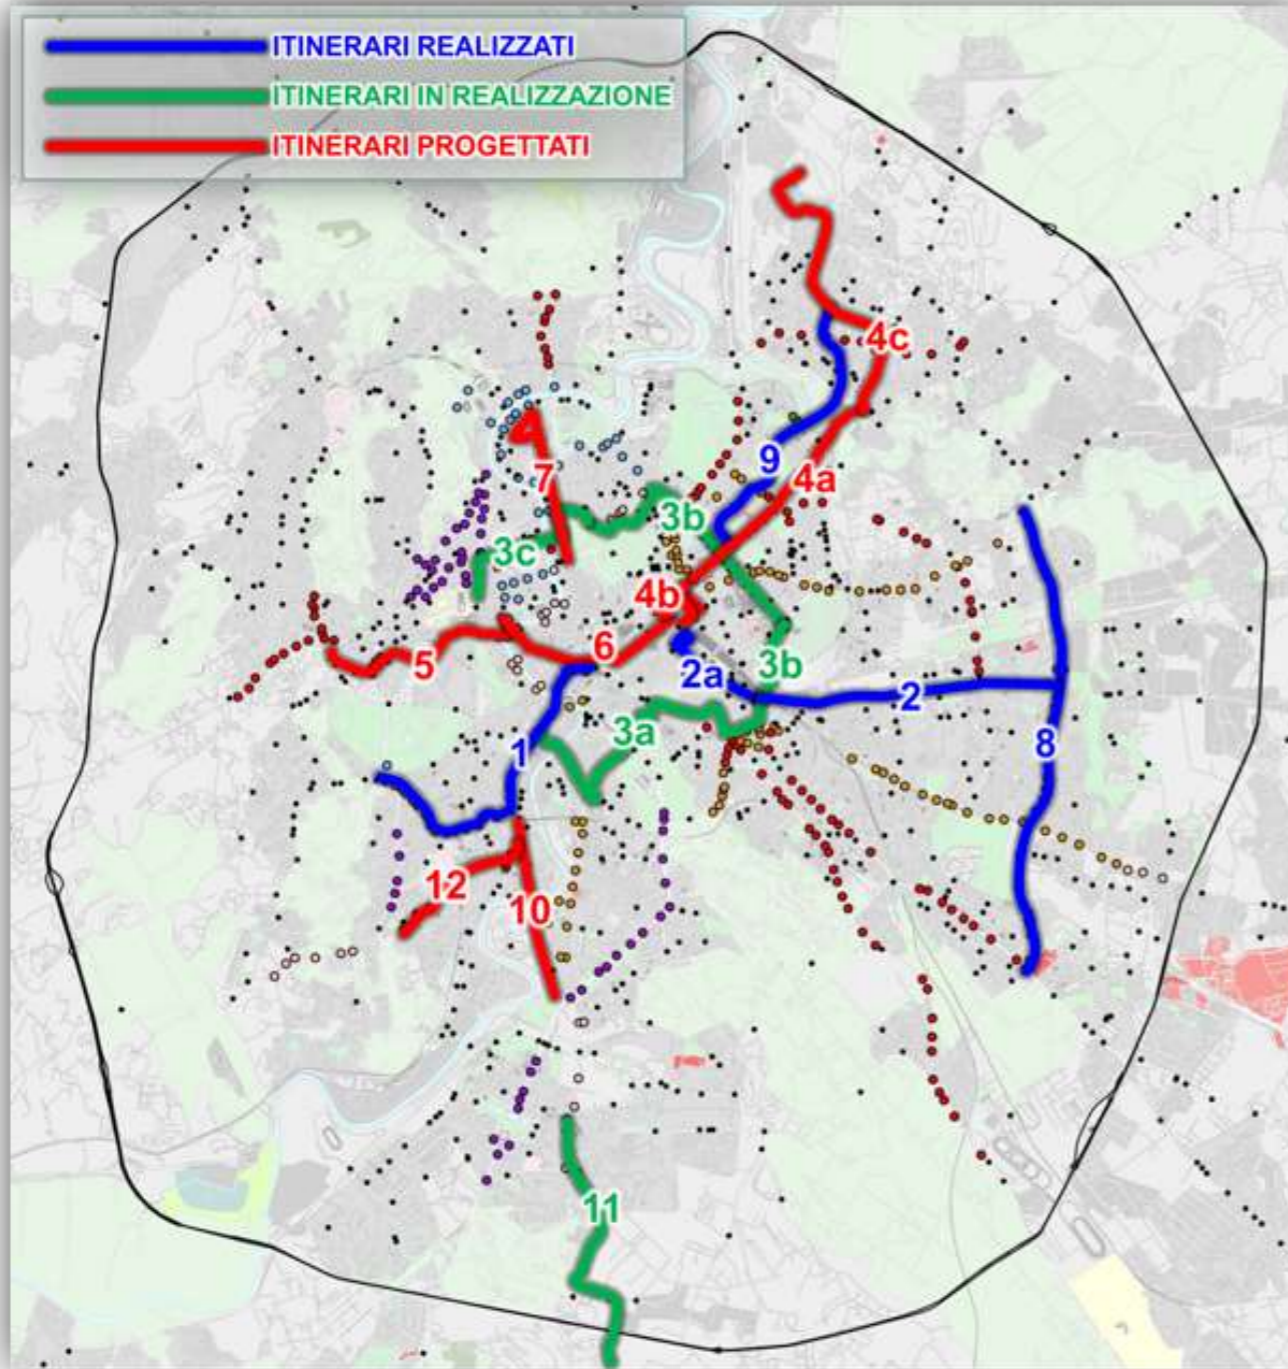 ITINERARI REALIZZATI
ITINERARI IN REALIZZAZIONE
ITINERARI PROGETTATI
4c
9
4a
7
3b
3c
4b
6
5
3b
2a
2
3a
1
8
12
10
11